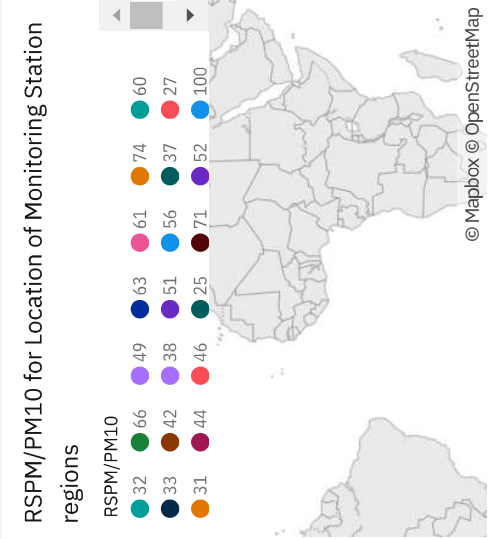 RSPM/PM10 for Location of Monitoring Station
regions
RSPM/PM10
32 66 49 63 61 74 60
33 42 38 51 56 37 27
31 44 46 25 71 52 100
© Mapbox © OpenStreetMap